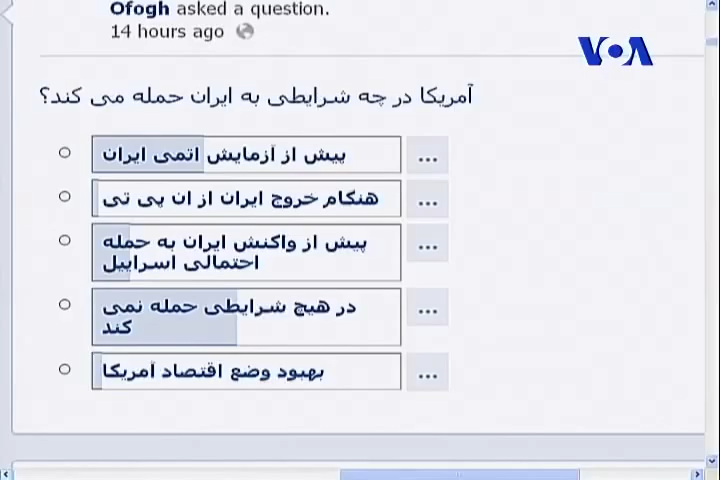 Ofogh asked a question.
14 hours ago
VOA
آمریکا در چه شرایطی به ایران حمله می کند؟
پیش از آزمایش اتمی ایران
...
هنگام خروج ایران از ان پی تی
...
پیش از واکنش ایران به حمله
احتمالی اسراییل
...
در هیچ شرایطی حمله نمی
کند
...
بهبود وضع اقتصاد آمریکا
...